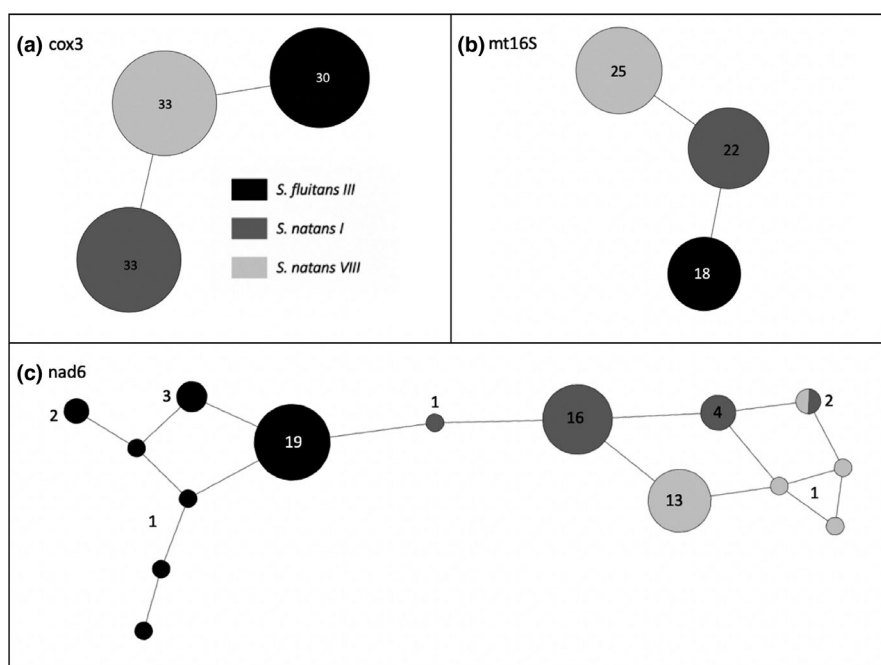 (a) cox3
30
33
33
S. fluitans III
S. natans I
S. natans VIII
(b) mt16S
25
22
18
(c) nad6
2
3
19
1
1
16
4
2
13
1